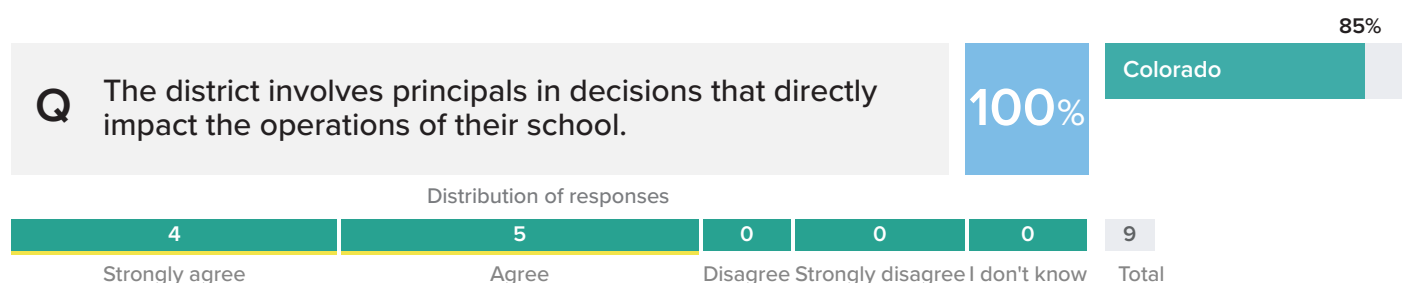 85%
Q
The district involves principals in decisions that directly
impact the operations of their school.
100%
Colorado
Distribution of responses
4 5 0 0 0 9
Strongly agree Agree Disagree Strongly disagree I don't know Total